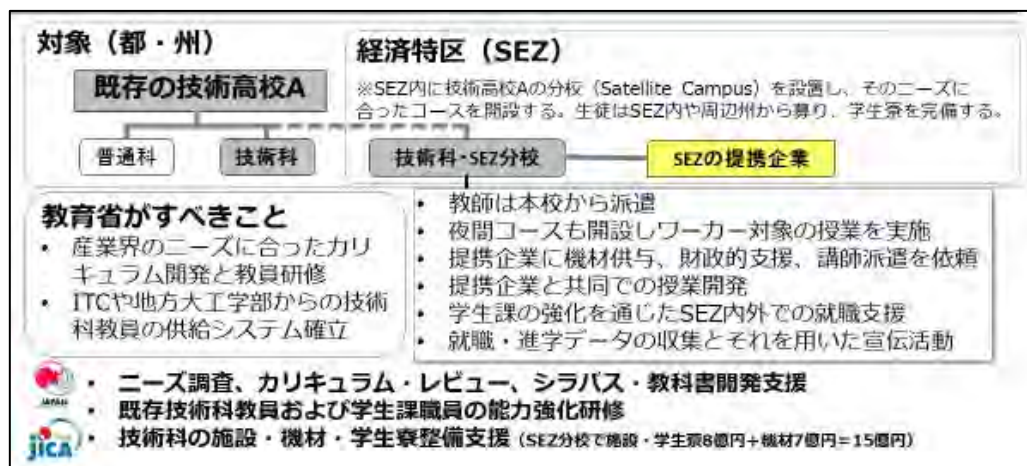 対象（都・州）
既存の技術高校A
普通科
技術科
経済特区（SEZ）
※SEZ内に技術高校Aの分校（Satellite Campus）を設置し、そのニーズに
合ったコースを開設する。生徒はSEZ内や周辺州から募り、学生寮を完備する。
技術科・SEZ分校
SEZの提携企業
教育省がすべきこと
• 産業界のニーズに合ったカリ
キュラム開発と教員研修
• ITCや地方大工学部からの技術
科教員の供給システム確立
• 教師は本校から派遣
• 夜間コースも開設しワーカー対象の授業を実施
• 提携企業に機材供与、財政的支援、講師派遣を依頼
• 提携企業と共同での授業開発
• 学生課の強化を通じたSEZ内外での就職支援
• 就職・進学データの収集とそれを用いた宣伝活動
JAPAN
jICA
• ニーズ調査、カリキュラム・レビュー、シラバス・教科書開発支援
• 既存技術科教員および学生課職員の能力強化研修
• 技術科の施設・機材・学生寮整備支援（SEZ分校で施設・学生寮8億円＋機材7億円＝15億円）